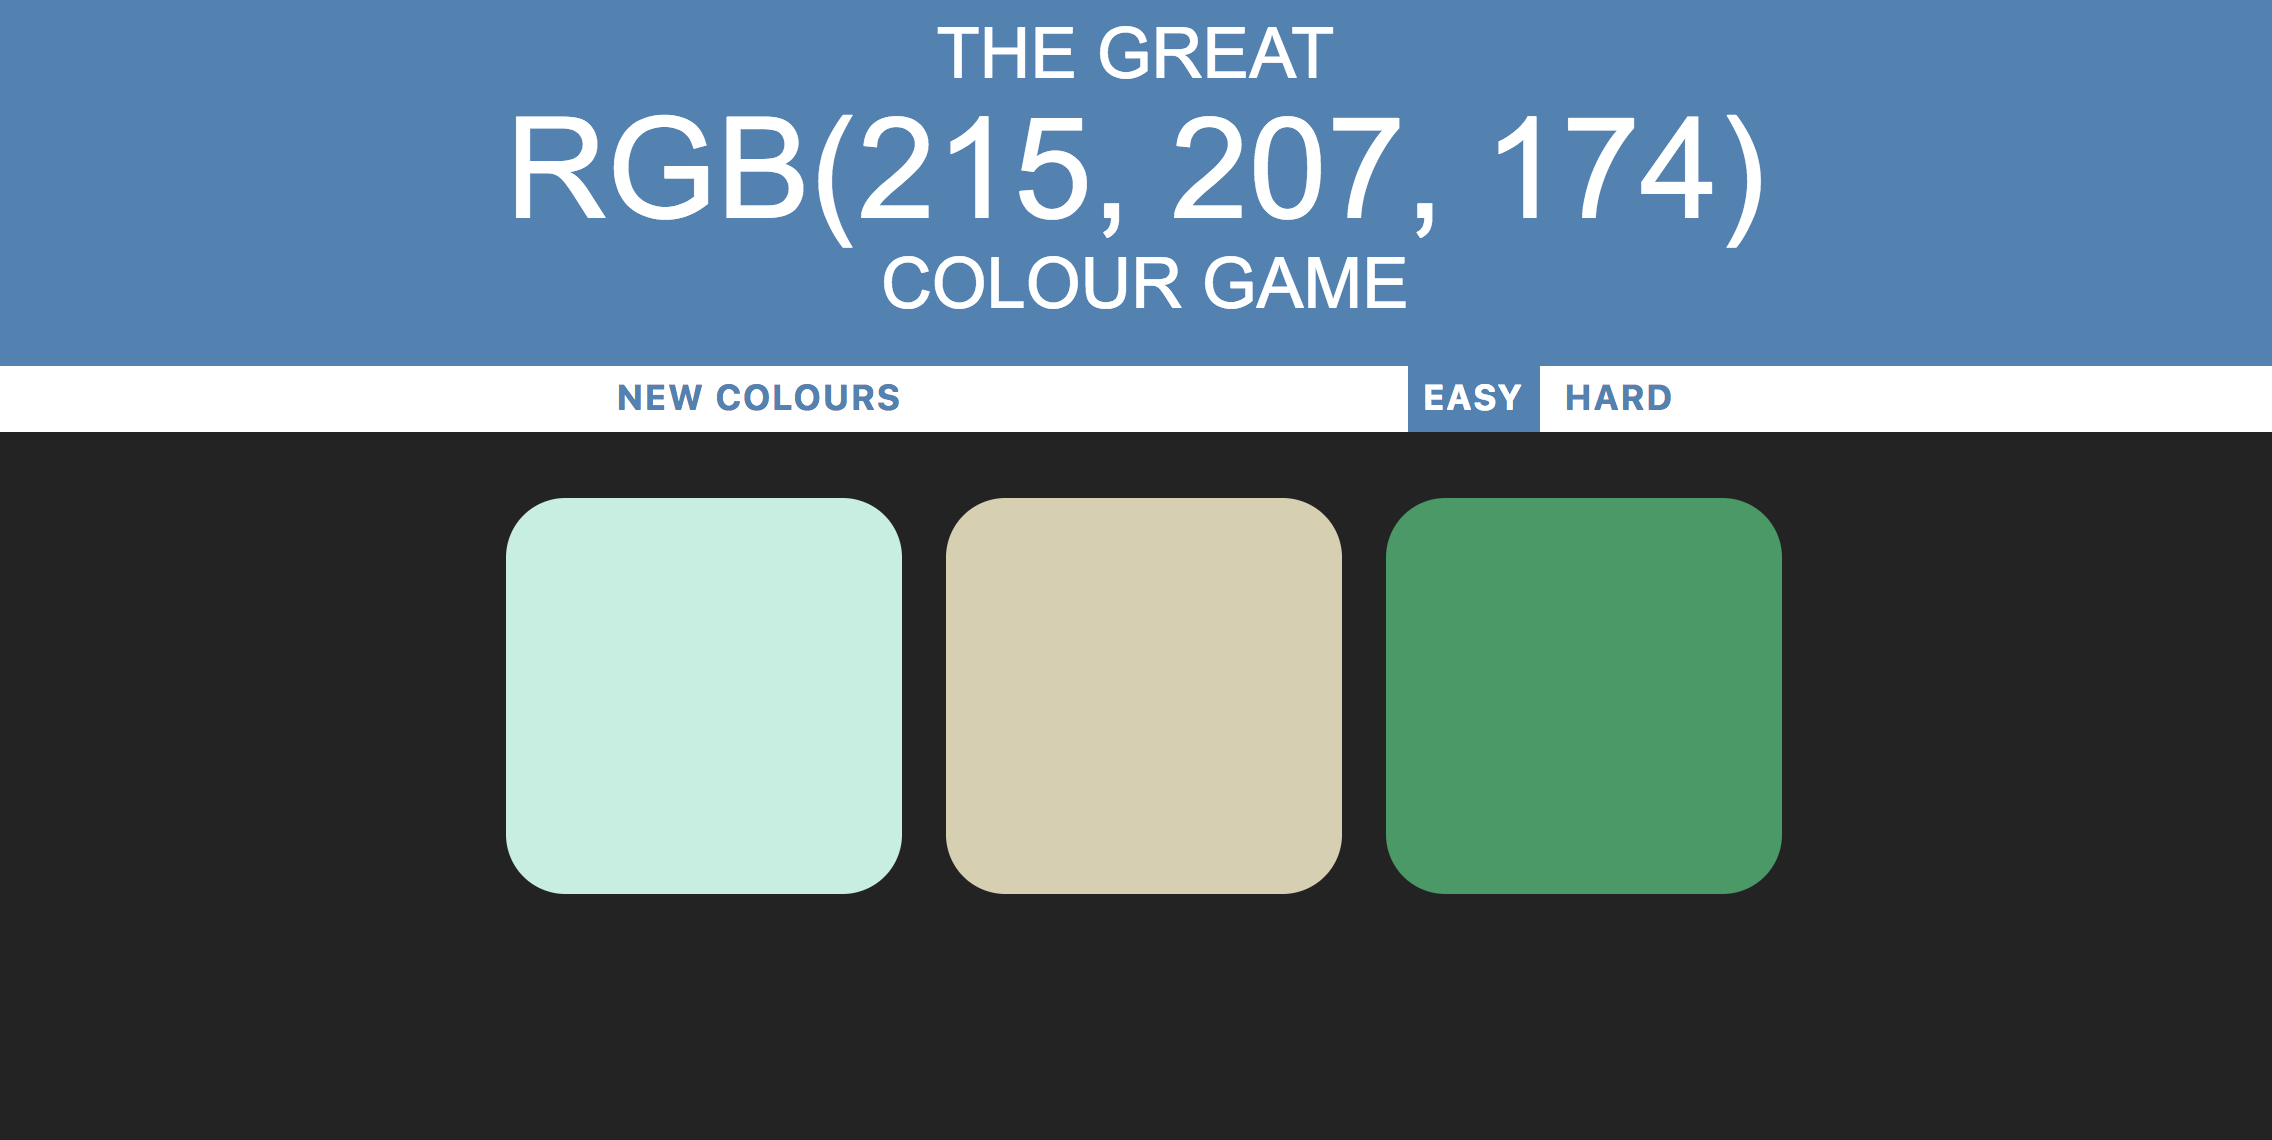 THE GREAT
RGB(215, 207, 174)
COLOUR GAME
NEW COLOURS EASY HARD